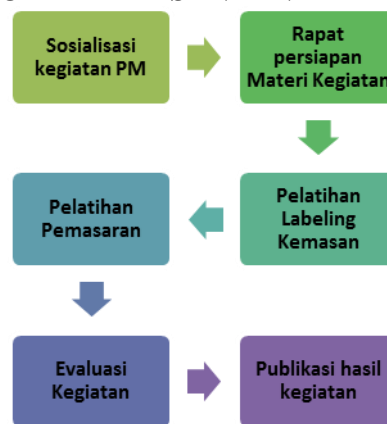 Sosialisasi
kegiatan PM
Rapat
persiapan
Materi Kegiatan
Pelatihan
Labeling
Kemasan
Pelatihan
Pemasaran
Evaluasi
Kegiatan
Publikasi hasil
kegiatan